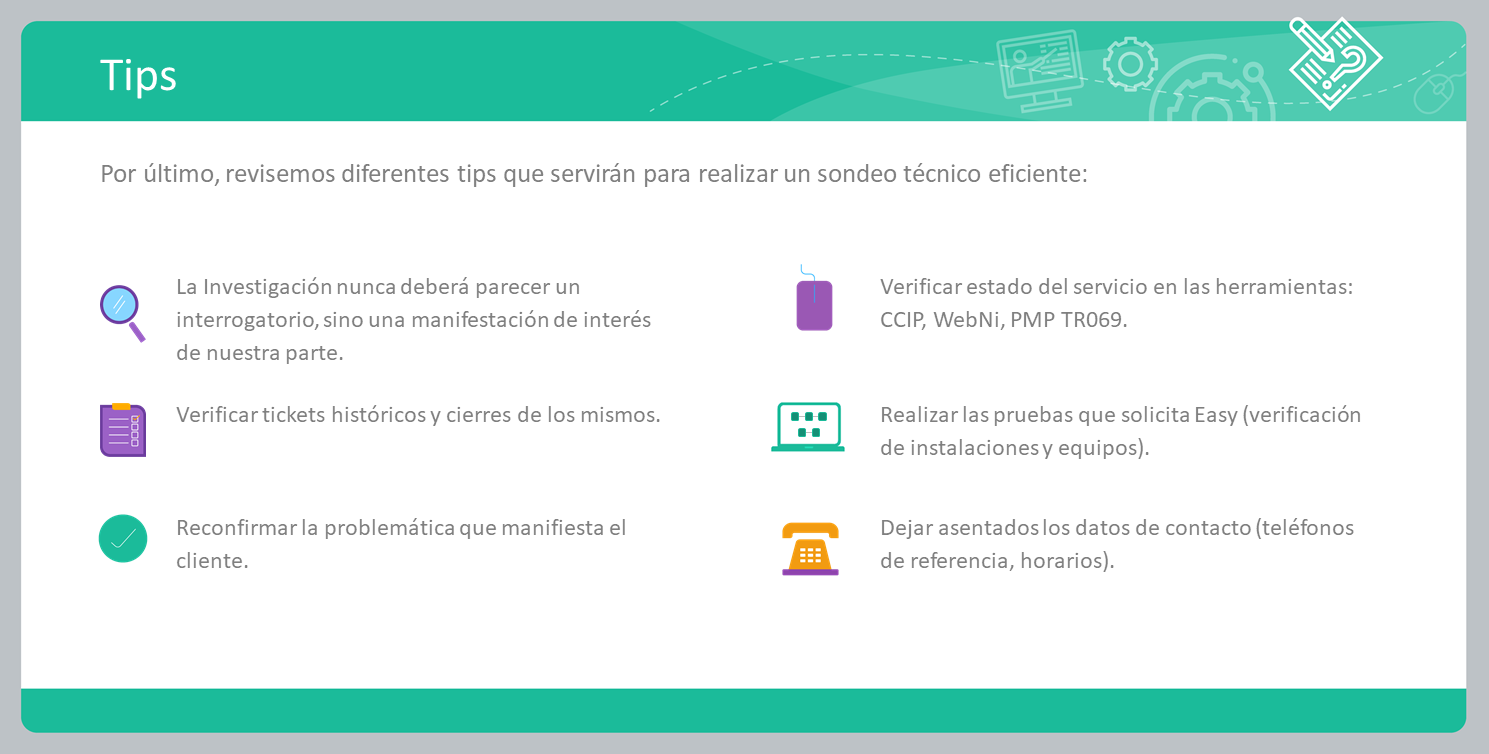 Tips
Por último, revisemos diferentes tips que servirán para realizar un sondeo técnico eficiente:
La Investigación nunca deberá parecer un
interrogatorio, sino una manifestación de interés
de nuestra parte.
Verificar tickets históricos y cierres de los mismos.
Reconfirmar la problemática que manifiesta el
cliente.
Verificar estado del servicio en las herramientas:
CCIP, WebNi, PMP TR069.
Realizar las pruebas que solicita Easy (verificación
de instalaciones y equipos).
Dejar asentados los datos de contacto (teléfonos
de referencia, horarios).